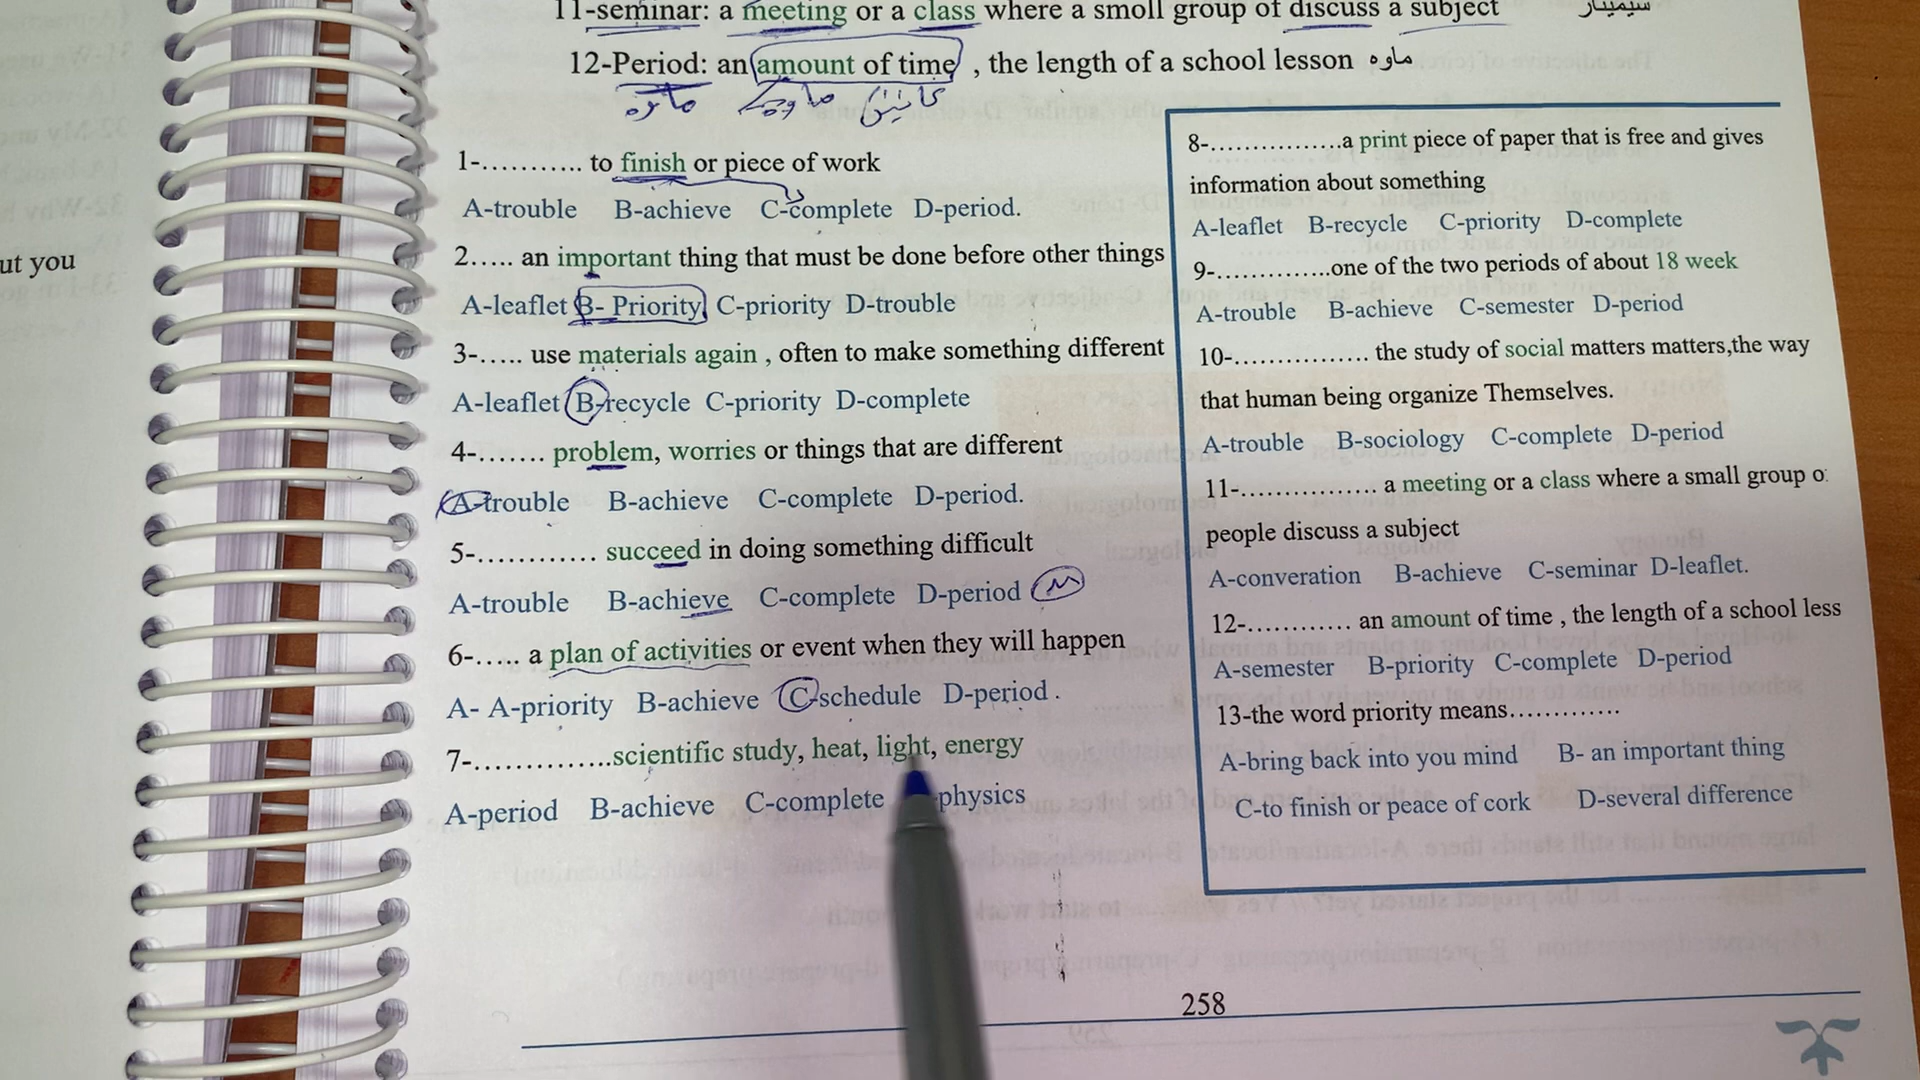 11-seminar: a meeting or a class where a smoll group of discuss a subject سیمینار
12-Period: an amount of time , the length of a school lesson ماوە
ماوە
1-........... to finish or piece of work
A-trouble B-achieve C-complete D-period.
2..... an important thing that must be done before other things
A-leaflet B- Priority C-priority D-trouble
3-..... use materials again , often to make something different
A-leaflet B-recycle C-priority D-complete
4-....... problem, worries or things that are different
A-trouble B-achieve C-complete D-period.
5-............ succeed in doing something difficult
A-trouble B-achieve C-complete D-period
6-..... a plan of activities or event when they will happen
A- A-priority B-achieve C-schedule D-period .
7-..............scientific study, heat, light, energy
A-period B-achieve C-complete physics
8-................a print piece of paper that is free and gives
information about something
A-leaflet B-recycle C-priority D-complete
9-..............one of the two periods of about 18 week
A-trouble B-achieve C-semester D-period
10-................ the study of social matters matters,the way
that human being organize Themselves.
A-trouble B-sociology C-complete D-period
11-................ a meeting or a class where a small group o
people discuss a subject
A-converation B-achieve C-seminar D-leaflet.
12-............ an amount of time , the length of a school less
A-semester B-priority C-complete D-period
13-the word priority means.............
A-bring back into you mind B- an important thing
C-to finish or peace of cork D-several difference
258
ut you